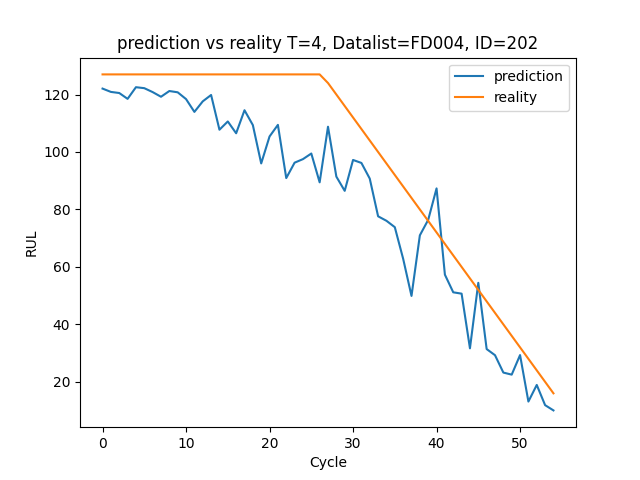 prediction vs reality T=4, Datalist=FD004, ID=202
prediction
reality
RUL
120
100
80
60
40
20
0 10 20 30 40 50
Cycle